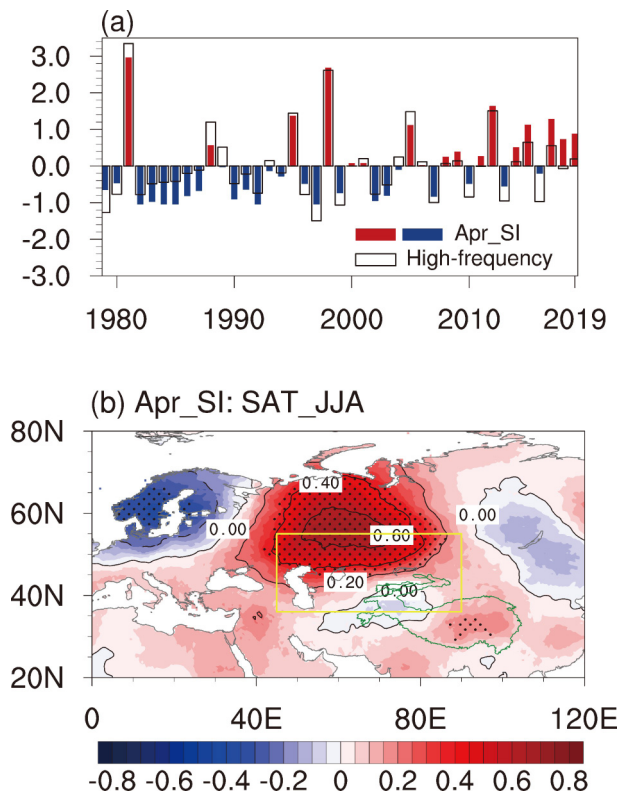 (a)
3.0
2.0
1.0
0.0
-1.0
-2.0
-3.0
Apr_SI
High-frequency
1980 1990 2000 2010 2019
(b) Apr_SI: SAT_JJA
80N
60N
40N
20N
0.40
0.00
0.00
0.60
0.20
0.00
0 40E 80E 120E
-0.8 -0.6 -0.4 -0.2 0 0.2 0.4 0.6 0.8